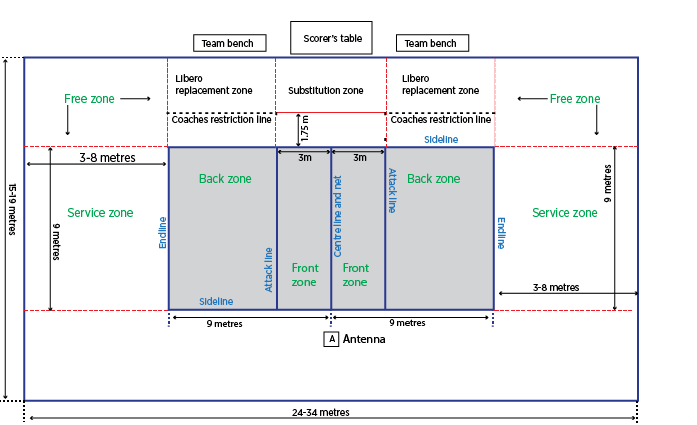 Scorer's table
Team bench
Team bench
Libero
replacement zone
Substitution zone
Libero
replacement zone
Free zone
Free zone
Coaches restriction line
1.75 m
Coaches restriction line
Sideline
3-8 metres
3m
3m
Back zone
Attack line
Back zone
9 metres
15-19 metres
Service zone
9 metres
Endline
Attack line
Centre line and net
Endline
Service zone
Front
zone
Front
zone
3-8 metres
Sideline
9 metres
9 metres
A
Antenna
24-34 metres